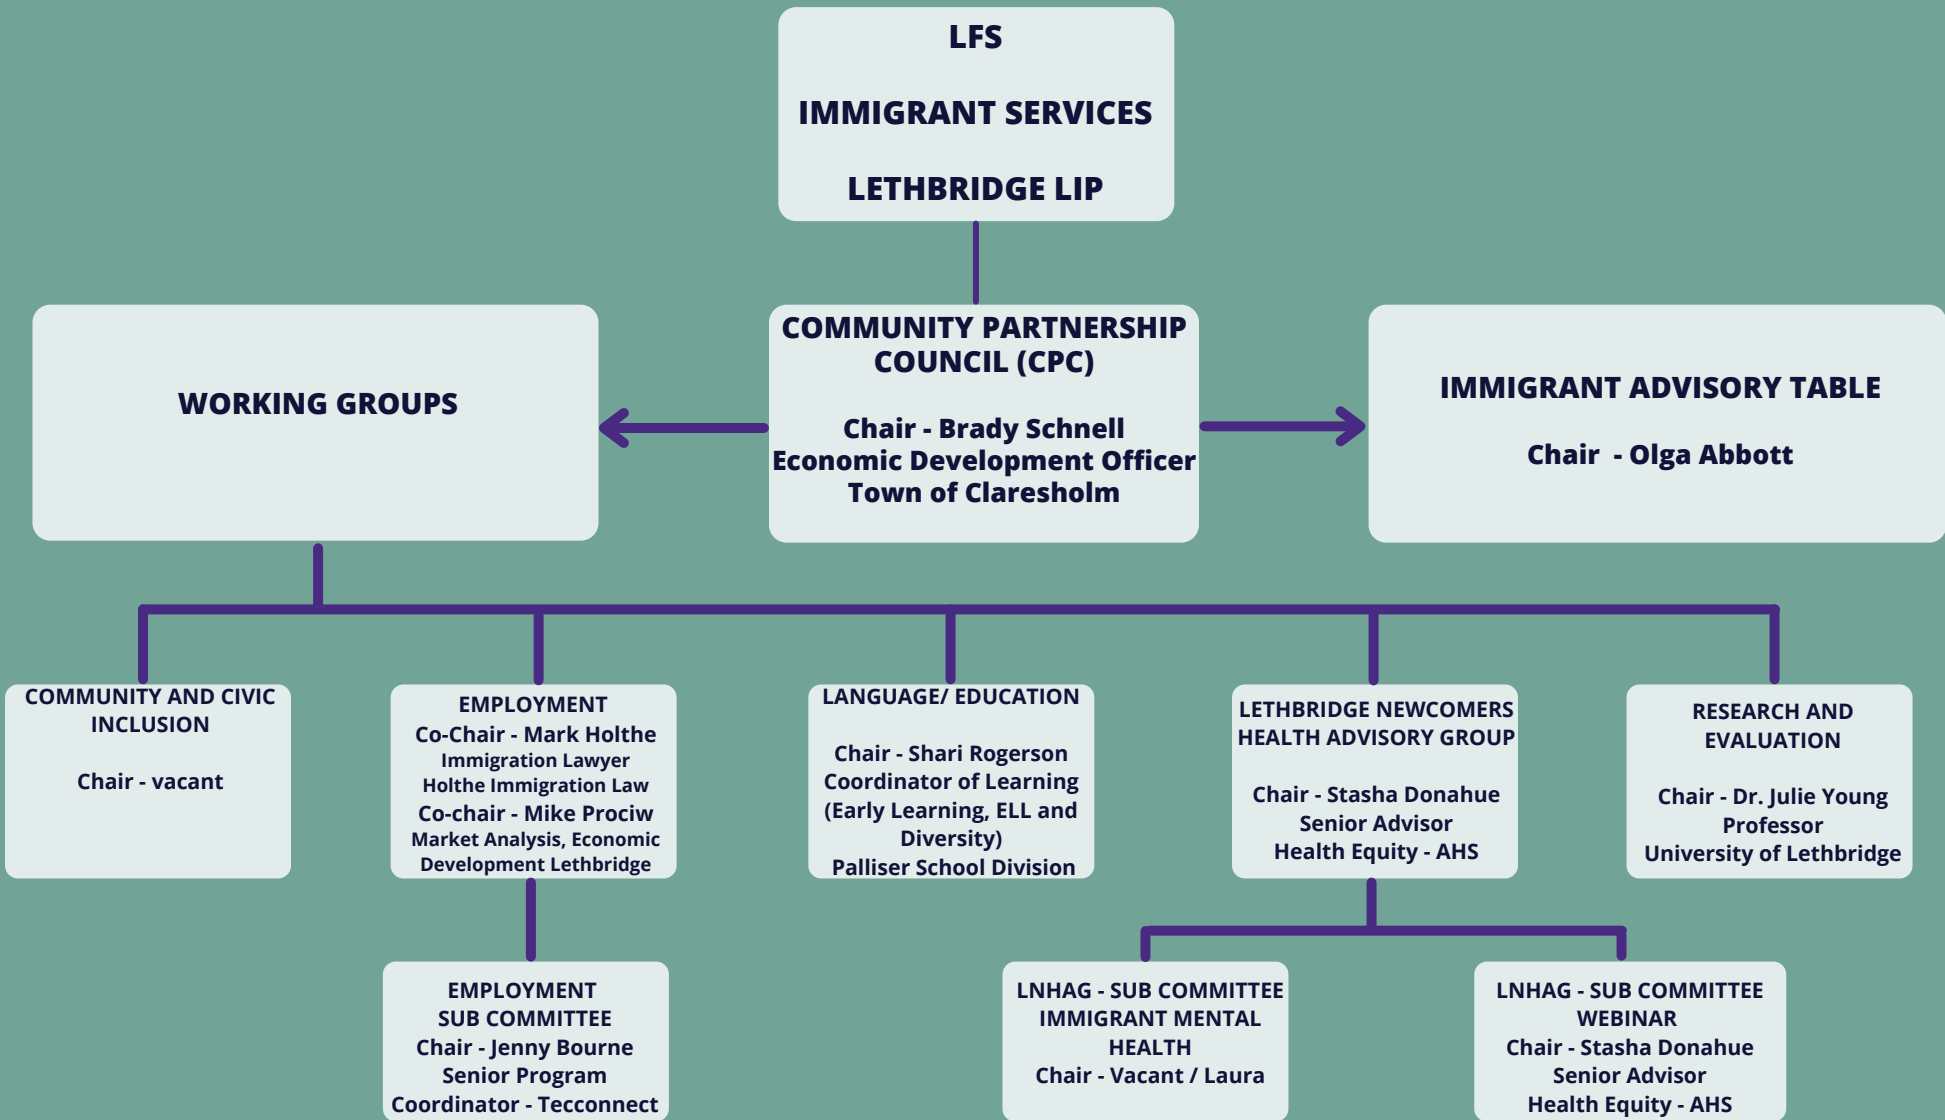 LFS
IMMIGRANT SERVICES
LETHBRIDGE LIP
WORKING GROUPS
COMMUNITY PARTNERSHIP
COUNCIL (CPC)
Chair - Brady Schnell
Economic Development Officer
Town of Claresholm
IMMIGRANT ADVISORY TABLE
Chair - Olga Abbott
COMMUNITY AND CIVIC
INCLUSION
Chair - vacant
EMPLOYMENT
Co-Chair - Mark Holthe
Immigration Lawyer
Holthe Immigration Law
Co-chair - Mike Prociw
Market Analysis, Economic
Development Lethbridge
LANGUAGE/ EDUCATION
Chair - Shari Rogerson
Coordinator of Learning
(Early Learning, ELL and
Diversity)
Palliser School Division
LETHBRIDGE NEWCOMERS
HEALTH ADVISORY GROUP
Chair - Stasha Donahue
Senior Advisor
Health Equity - AHS
RESEARCH AND
EVALUATION
Chair - Dr. Julie Young
Professor
University of Lethbridge
EMPLOYMENT
SUB COMMITTEE
Chair - Jenny Bourne
Senior Program
Coordinator - Tecconnect
LNHAG - SUB COMMITTEE
IMMIGRANT MENTAL
HEALTH
Chair - Vacant / Laura
LNHAG - SUB COMMITTEE
WEBINAR
Chair - Stasha Donahue
Senior Advisor
Health Equity - AHS